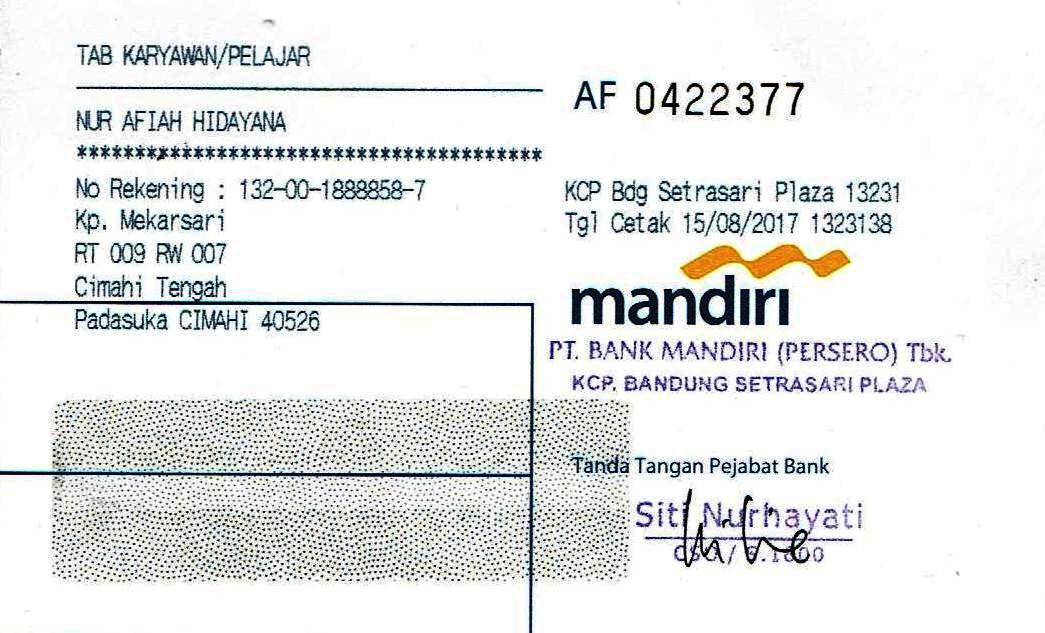 TAB KARYAWAN/PELAJAR
AF 0422377
NUR AFIAH HIDAYANA
****************************************
No Rekening : 132-00-1888858-7
Kp. Mekarsari
RT 009 RW 007
Cimahi Tengah
Padasuka CIMAHI 40526
KCP Bdg Setrasari Plaza 13231
Tgl Cetak 15/08/2017 1323138
mandiri
PT. BANK MANDIRI (PERSERO) Tbk.
KCP. BANDUNG SETRASARI PLAZA
Tanda Tangan Pejabat Bank
Siti Nurhayati